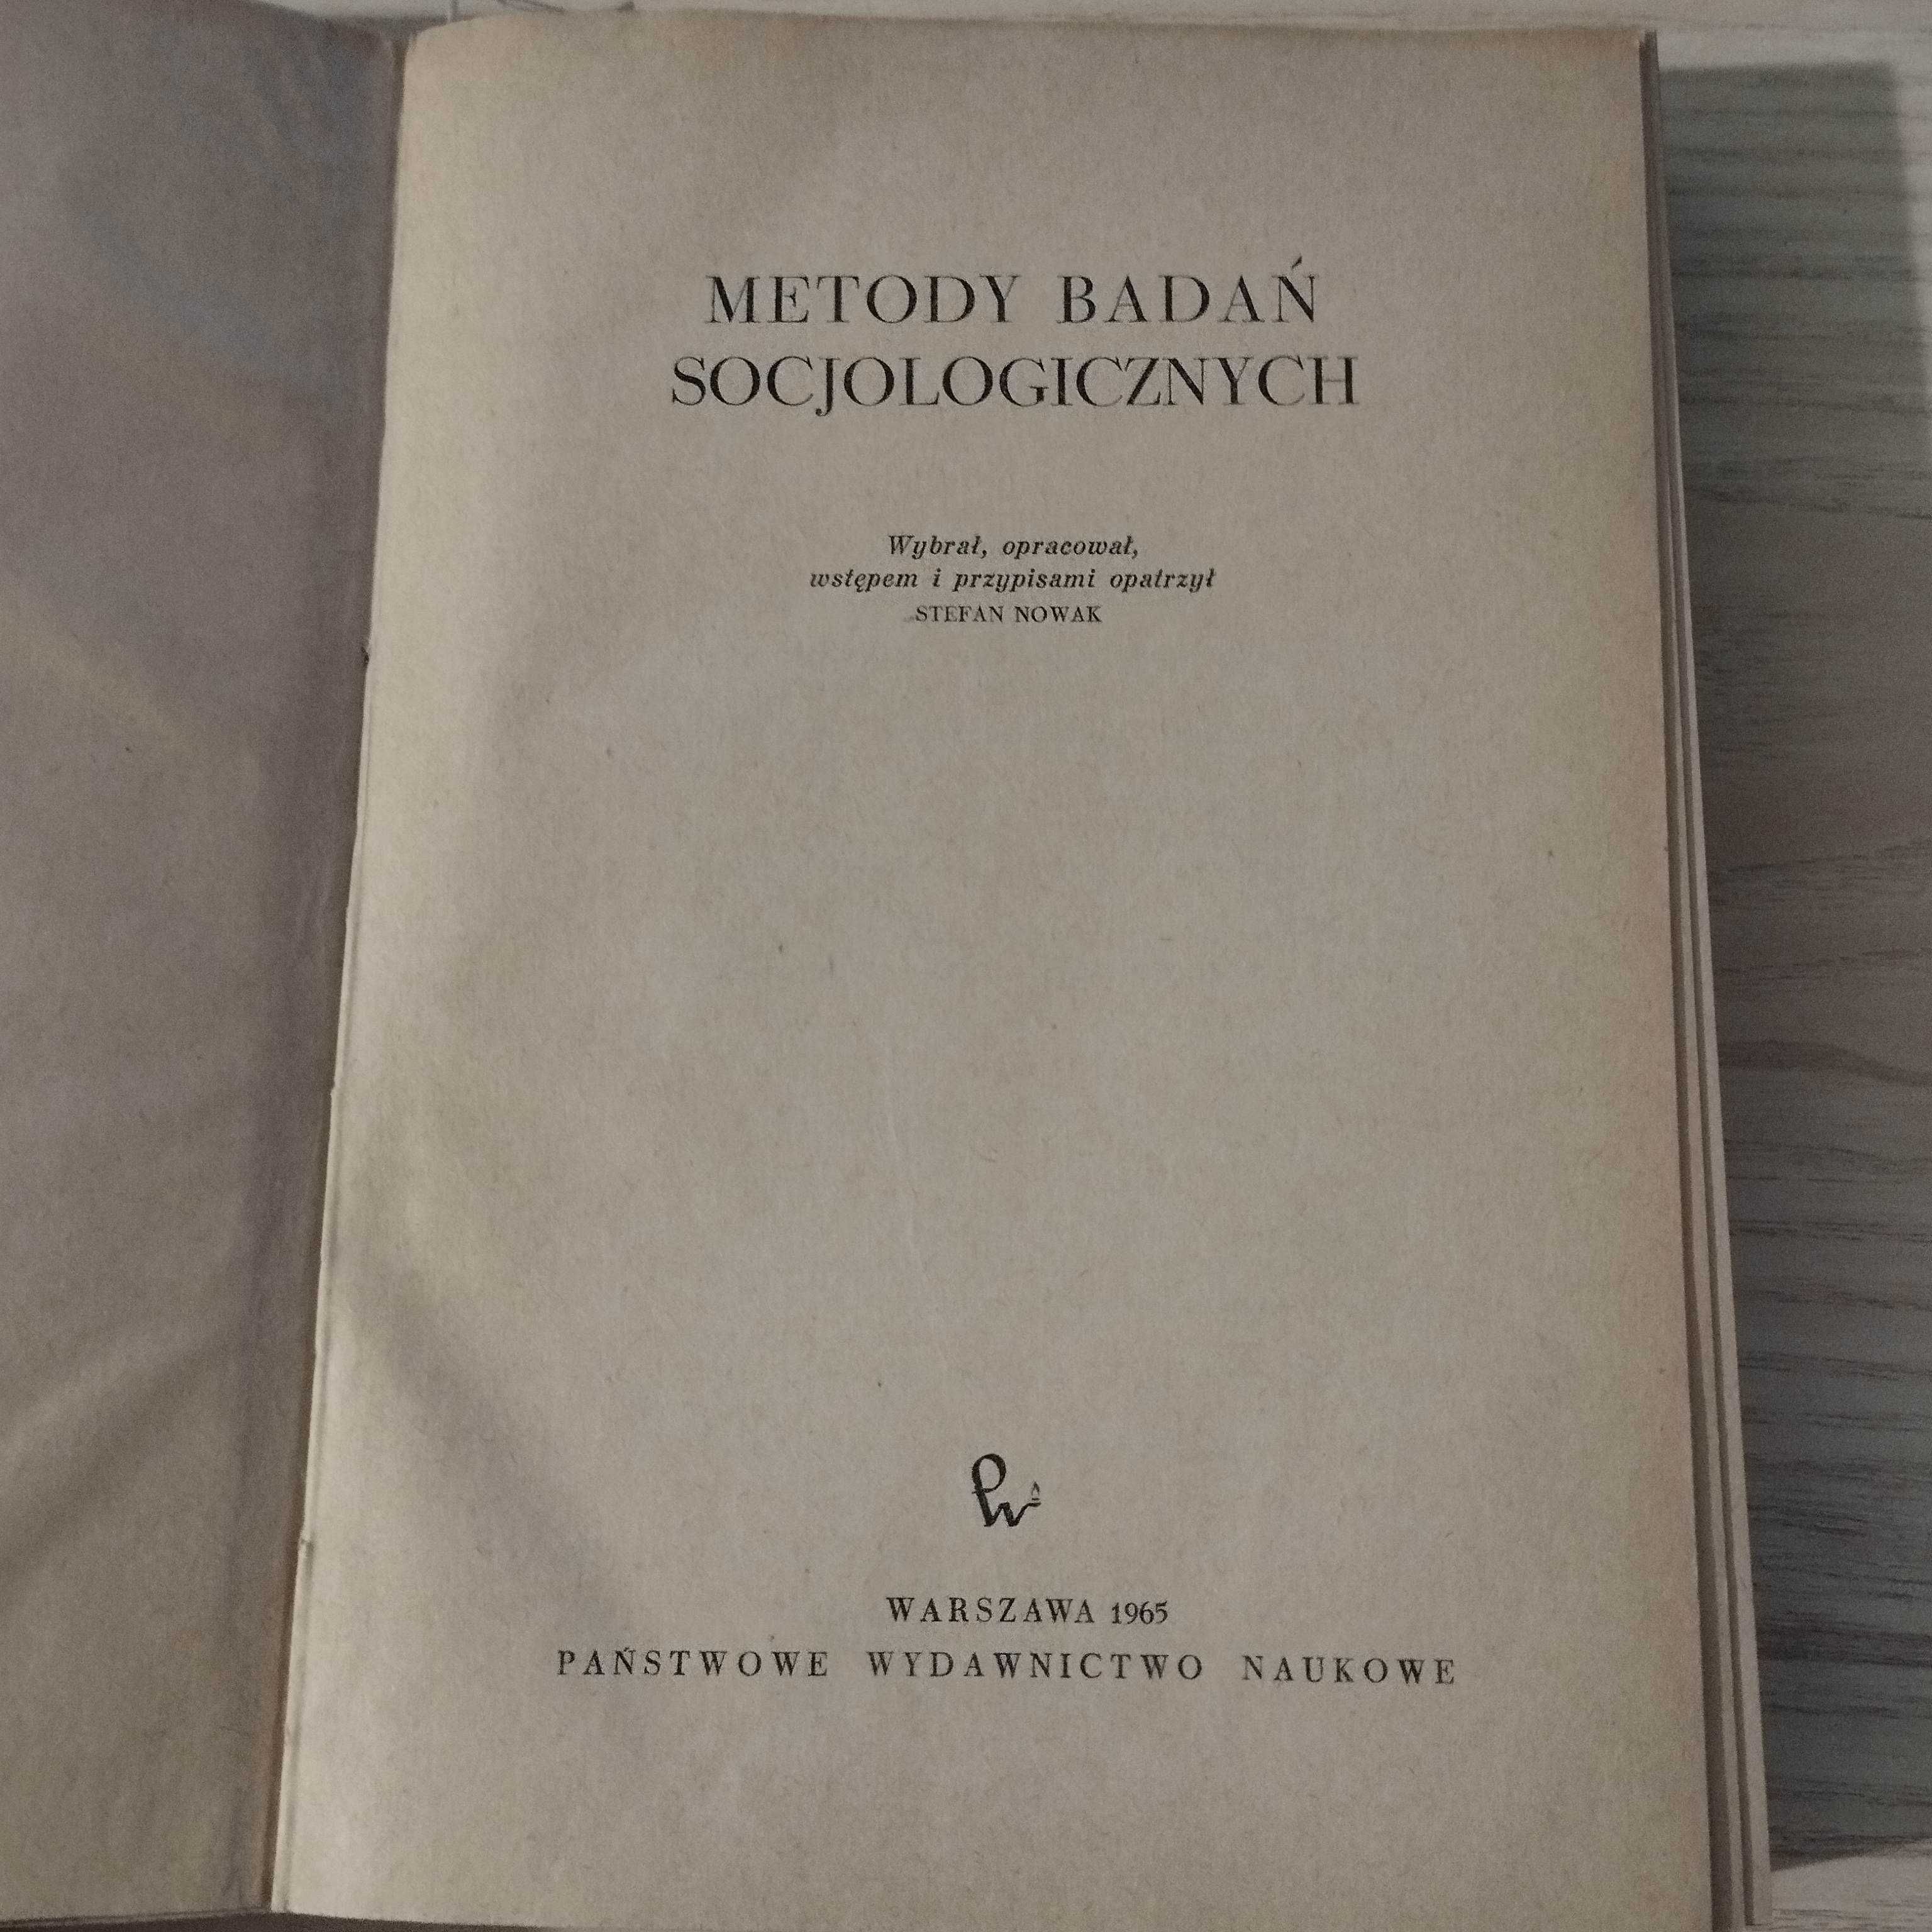 METODY BADAŃ
SOCJOLOGICZNYCH
Wybrał, opracował,
wstępem i przypisami opatrzył
STEFAN NOWAK
WARSZAWA 1965
PAŃSTWOWE WYDAWNICTWO NAUKOWE